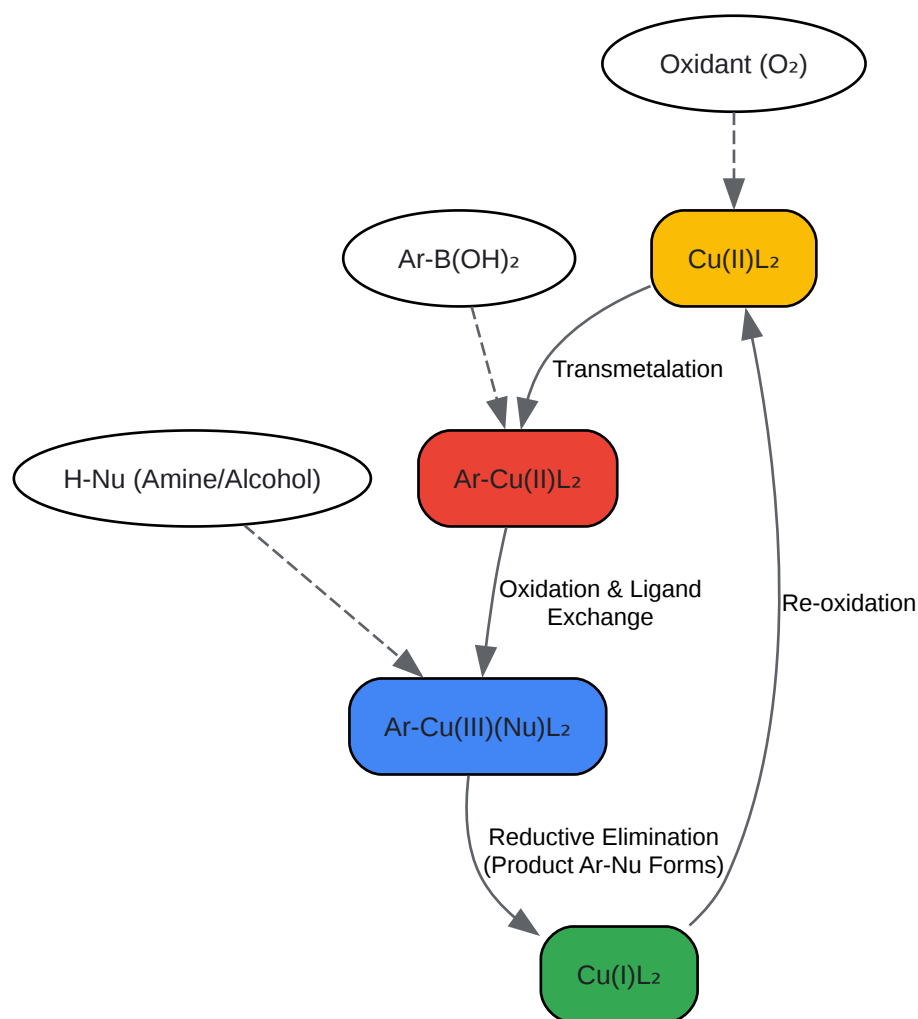 Oxidant (O₂)
Ar-B(OH)₂
Cu(II)L₂
Transmetalation
H-Nu (Amine/Alcohol)
Ar-Cu(II)L₂
Oxidation & Ligand
Exchange
Re-oxidation
Ar-Cu(III)(Nu)L₂
Reductive Elimination
(Product Ar-Nu Forms)
Cu(I)L₂